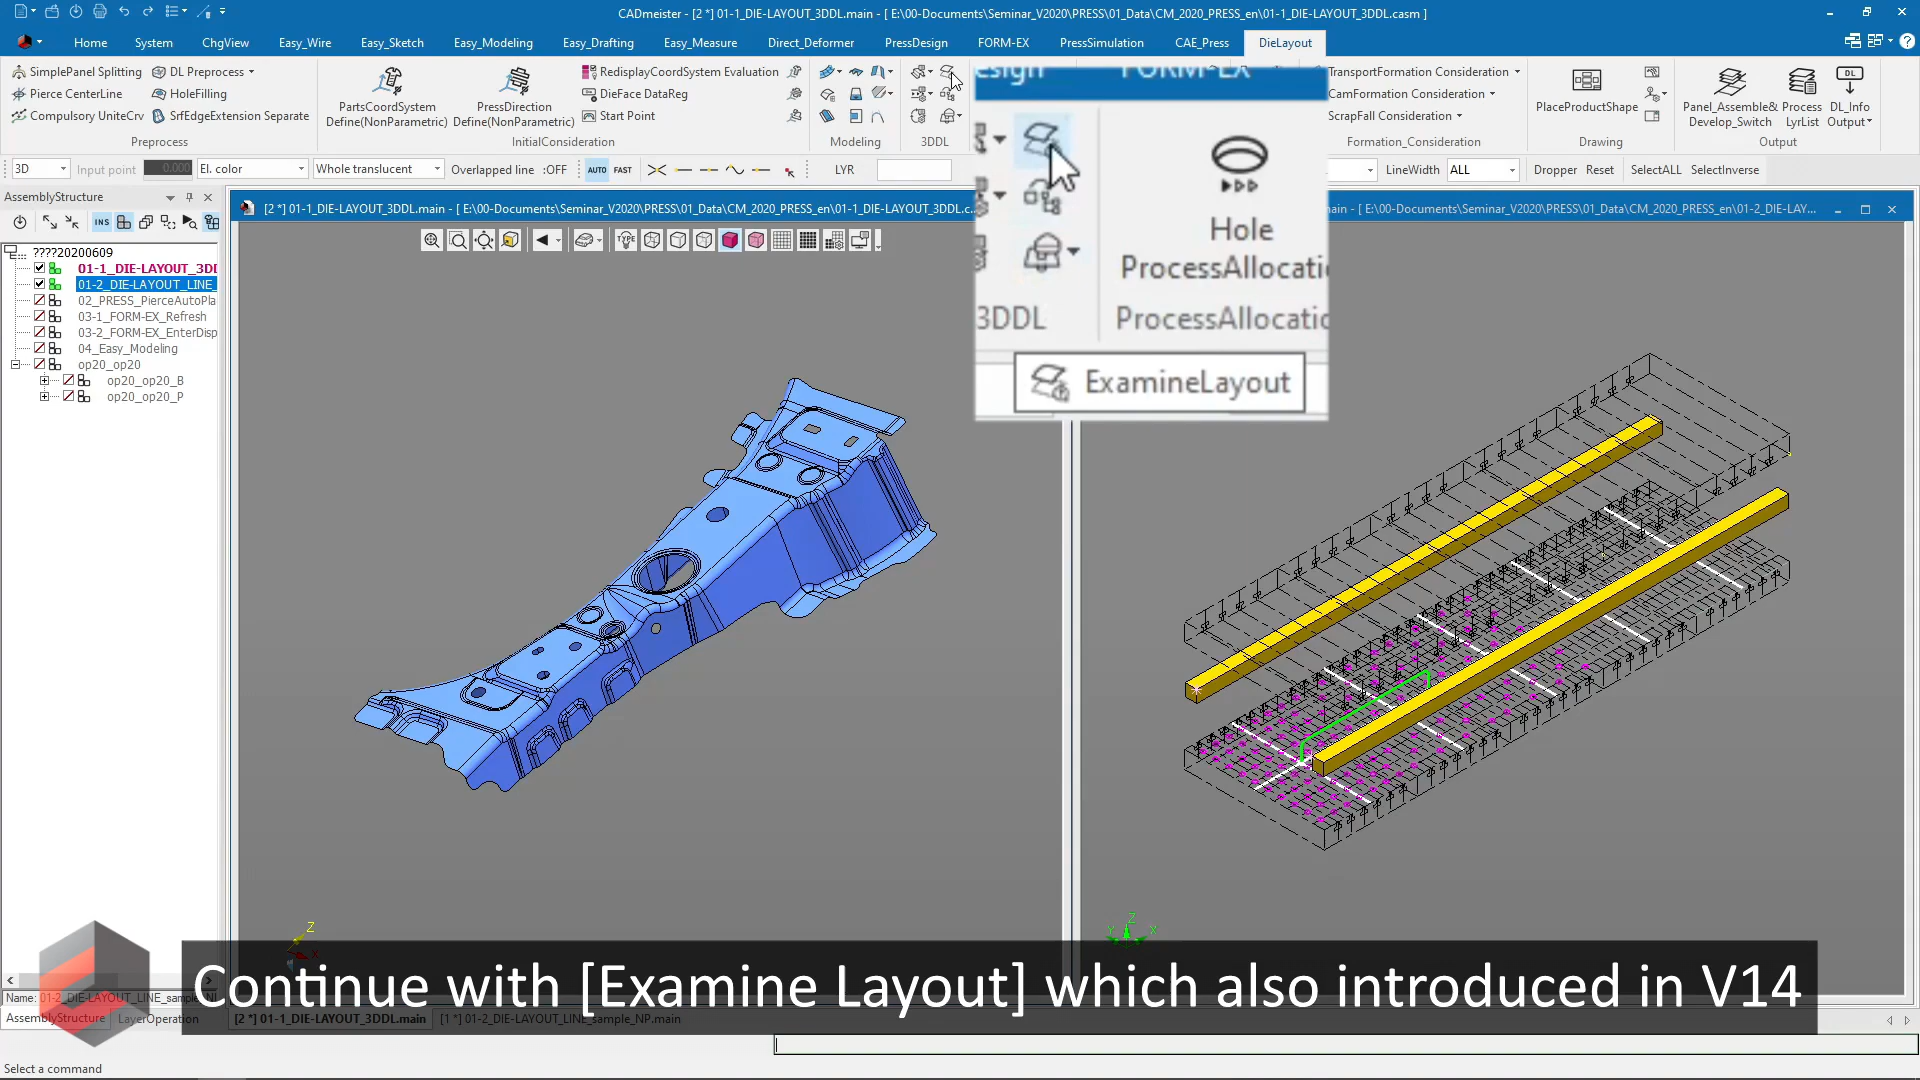 CADmeister - [2 *] 01-1_DIE-LAYOUT_3DDL.main - [ E:\00-Documents\Seminar_V2020\PRESS\01_Data\CM_2020_PRESS_en\01-1_DIE-LAYOUT_3DDL.casm ]
Home System ChgView Easy_Wire Easy_Sketch Easy_Modeling Easy_Drafting Easy_Measure Direct_Deformer PressDesign FORM-EX PressSimulation CAE_Press DieLayout
SimplePanel Splitting DL Preprocess RedisplayCoordSystem Evaluation TransportFormation Consideration
Pierce CenterLine HoleFilling DieFace DataReg CamFormation Consideration
Compulsory UniteCrv SrfEdgeExtension Separate Start Point ScrapFall Consideration
PartsCoordSystem
Define(NonParametric)
PressDirection
Define(NonParametric)
PlaceProductShape
Panel_Assemble&
Develop_Switch
Process
LyrList
DL
DL_Info
Output
Preprocess InitialConsideration Modeling 3DDL Formation_Consideration Drawing Output
esign FORM-EX
Hole
ProcessAllocati
3DDL ProcessAllocatio
ExamineLayout
3D Input point 0.000 El. color Whole translucent Overlapped line :OFF AUTO FAST LYR LineWidth ALL Dropper Reset SelectALL SelectInverse
AssemblyStructure
INS
????20200609
01-1_DIE-LAYOUT_3DI
01-2_DIE-LAYOUT_LINE_
02_PRESS_PierceAutoPla
03-1_FORM-EX_Refresh
03-2_FORM-EX_EnterDisp
04_Easy_Modeling
op20_op20
op20_op20_B
op20_op20_P
[2 *] 01-1_DIE-LAYOUT_3DDL.main - [ E:\00-Documents\Seminar_V2020\PRESS\01_Data\CM_2020_PRESS_en\01-1_DIE-LAYOUT_3DDL.c
main - [ E:\00-Documents\Seminar_V2020\PRESS\01_Data\CM_2020_PRESS_en\01-2_DIE-LAY...
TYPE
Z
X
Z
Y X
Continue with [Examine Layout] which also introduced in V14
Name: 01-2_DIE-LAYOUT_LINE_sample_N
AssemblyStructure LayerOperation [2 *] 01-1_DIE-LAYOUT_3DDL.main [1 *] 01-2_DIE-LAYOUT_LINE_sample_NP.main
Select a command